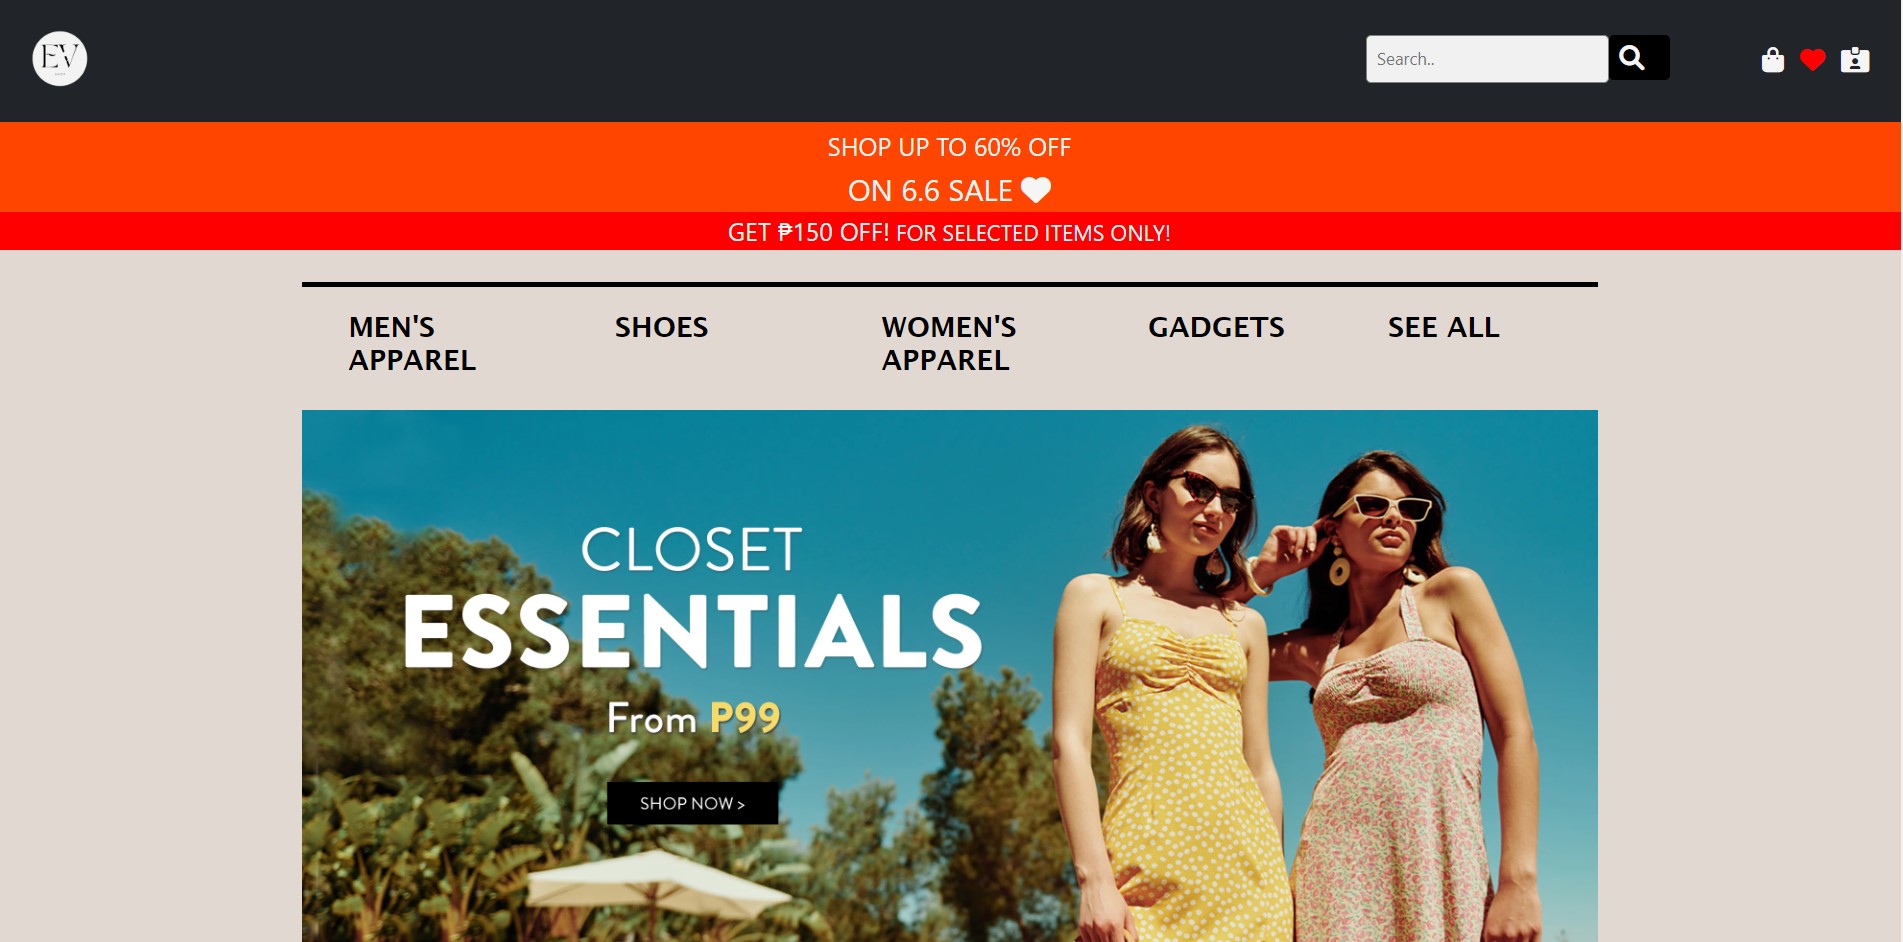 EV
Search..
SHOP UP TO 60% OFF
ON 6.6 SALE
GET ₱150 OFF! FOR SELECTED ITEMS ONLY!
MEN'S
APPAREL
SHOES
WOMEN'S
APPAREL
GADGETS
SEE ALL
CLOSET
ESSENTIALS
From P99
SHOP NOW >